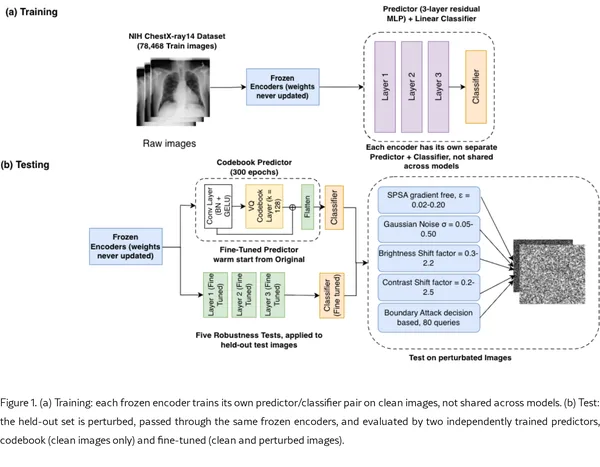 (a) Training
Predictor (3-layer residual
MLP) + Linear Classifier
NIH ChestX-ray14 Dataset
(78,468 Train images)
Frozen
Encoders (weights
never updated)
Layer 1
Layer 2
Layer 3
Classifier
Raw images
Each encoder has its own separate
Predictor + Classifier, not shared
across models
(b) Testing
Codebook Predictor
(300 epochs)
Conv Layer (BN +
GELU)
VQ
Codebook
Layer (k =
128)
Flatten
Classifier
Frozen
Encoders (weights
never updated)
Fine-Tuned Predictor
warm start from Original
Layer 1 (Fine
Tuned)
Layer 2 (Fine
Tuned)
Layer 3 (Fine
Tuned)
Classifier
(Fine tuned)
Five Robustness Tests, applied to
held-out test images
SPSA gradient free, ε =
0.02-0.20
Gaussian Noise σ = 0.05-
0.50
Brightness Shift factor = 0.3-
2.2
Contrast Shift factor = 0.2-
2.5
Boundary Attack decision
based, 80 queries
Test on perturbated Images
Figure 1. (a) Training: each frozen encoder trains its own predictor/classifier pair on clean images, not shared across models. (b) Test:
the held-out set is perturbed, passed through the same frozen encoders, and evaluated by two independently trained predictors,
codebook (clean images only) and fine-tuned (clean and perturbed images).